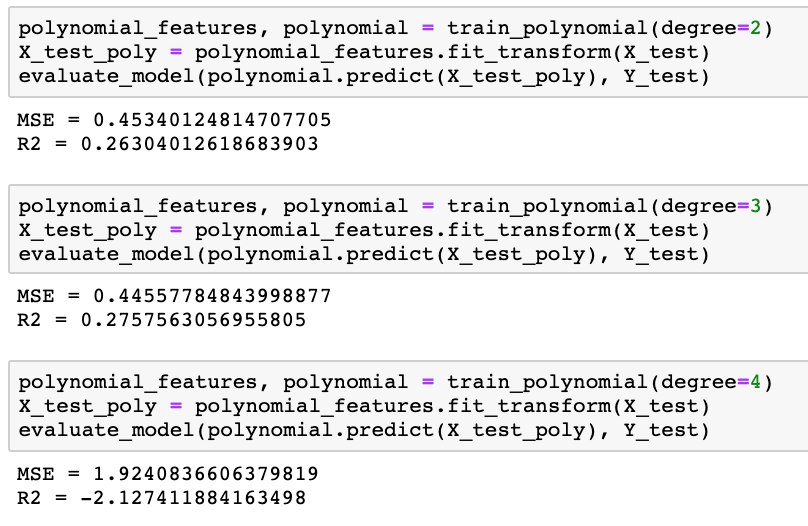 polynomial_features, polynomial = train_polynomial(degree=2)
X_test_poly = polynomial_features.fit_transform(X_test)
evaluate_model(polynomial.predict(X_test_poly), Y_test)
MSE = 0.45340124814707705
R2 = 0.26304012618683903
polynomial_features, polynomial = train_polynomial(degree=3)
X_test_poly = polynomial_features.fit_transform(X_test)
evaluate_model(polynomial.predict(X_test_poly), Y_test)
MSE = 0.44557784843998877
R2 = 0.2757563056955805
polynomial_features, polynomial = train_polynomial(degree=4)
X_test_poly = polynomial_features.fit_transform(X_test)
evaluate_model(polynomial.predict(X_test_poly), Y_test)
MSE = 1.9240836606379819
R2 = -2.127411884163498